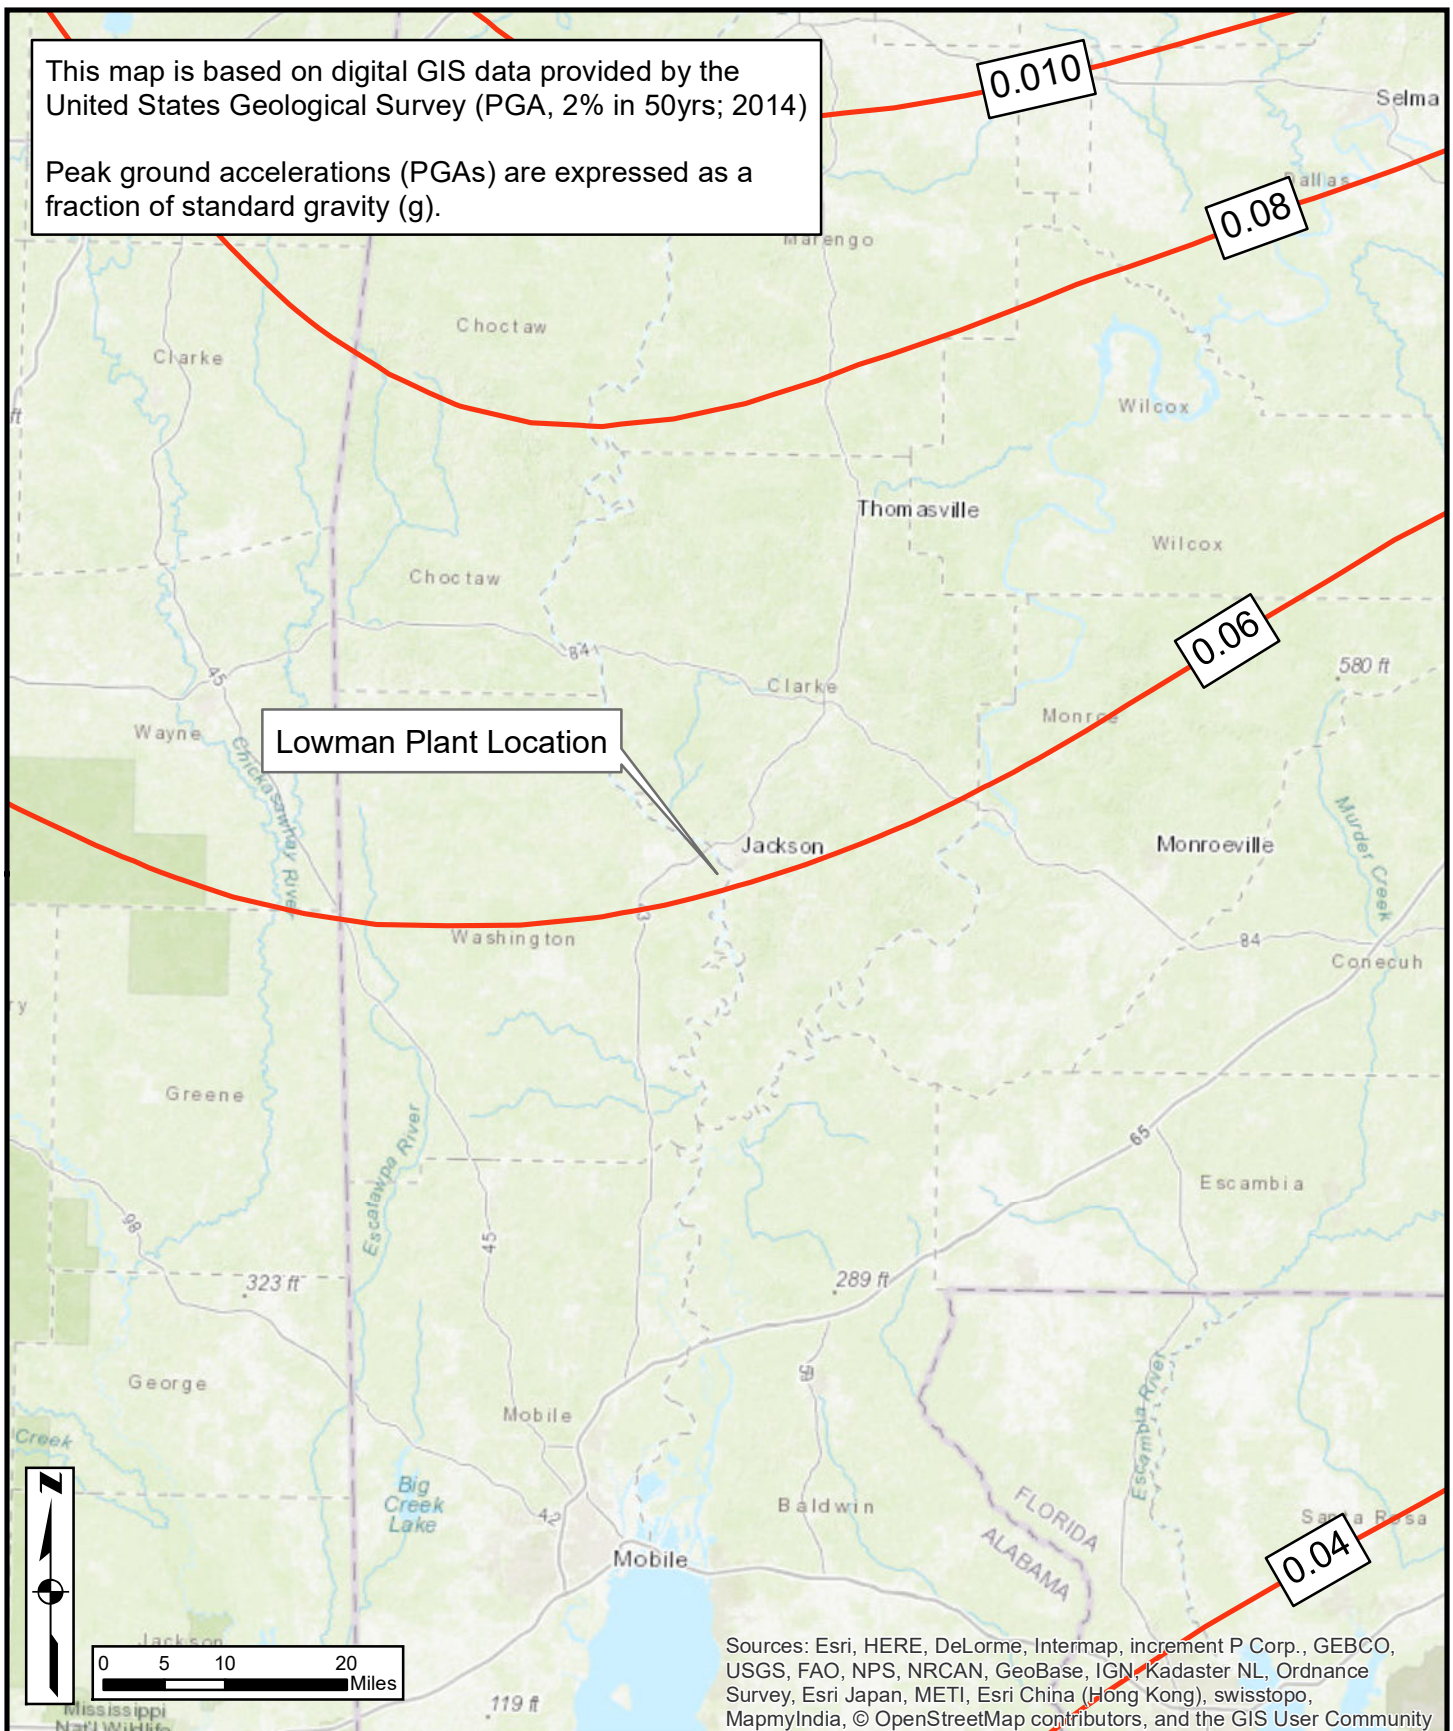 This map is based on digital GIS data provided by the
United States Geological Survey (PGA, 2% in 50yrs; 2014)
Peak ground accelerations (PGAs) are expressed as a
fraction of standard gravity (g).
0.010
Selma
Dallas
0.08
Marengo
Choctaw
Clarke
ft
Wilcox
Thomasville
Wilcox
Choctaw
0.06
84
580 ft
45
Clarke
Monroe
Wayne
Lowman Plant Location
Chickasawhay River
Jackson
Monroeville
Murder Creek
Washington
84
Conecuh
ry
Greene
Escatawpa River
65
Escambia
98
45
323 ft
289 ft
George
59
Escambia River
Mobile
Creek
Big
Creek
Lake
N
42
Baldwin
FLORIDA
ALABAMA
Santa Rosa
0.04
Mobile
Jackson
0 5 10 20
Miles
119 ft
Mississippi
Nat'l Wildlife
Sources: Esri, HERE, DeLorme, Intermap, increment P Corp., GEBCO,
USGS, FAO, NPS, NRCAN, GeoBase, IGN, Kadaster NL, Ordnance
Survey, Esri Japan, METI, Esri China (Hong Kong), swisstopo,
MapmyIndia, © OpenStreetMap contributors, and the GIS User Community